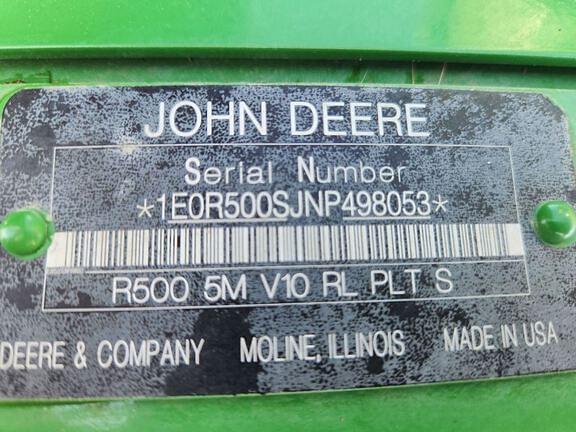 JOHN DEERE
Serial Number
*1E0R500SJNP498053*
R500 5M V10 RL PLT S
DEERE & COMPANY MOLINE, ILLINOIS MADE IN USA